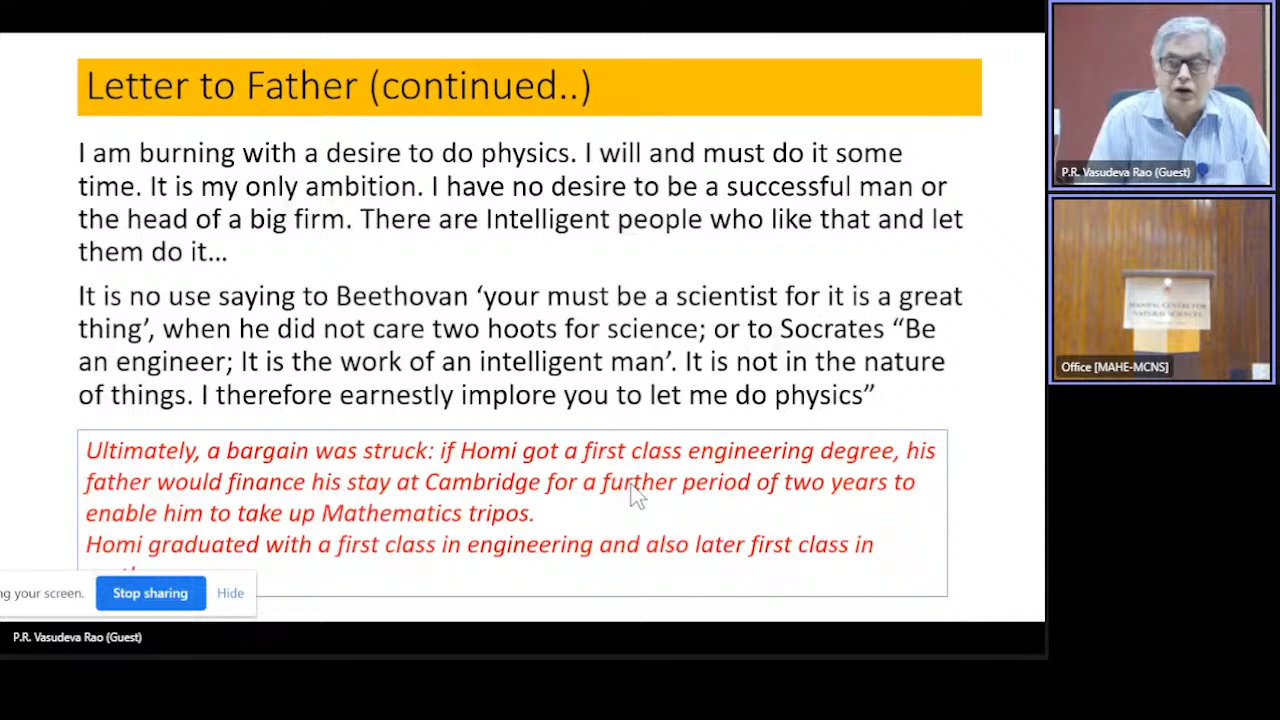 Letter to Father (continued..)
I am burning with a desire to do physics. I will and must do it some
time. It is my only ambition. I have no desire to be a successful man or
the head of a big firm. There are Intelligent people who like that and let
them do it...
It is no use saying to Beethovan ‘your must be a scientist for it is a great
thing’, when he did not care two hoots for science; or to Socrates “Be
an engineer; It is the work of an intelligent man’. It is not in the nature
of things. I therefore earnestly implore you to let me do physics”
Ultimately, a bargain was struck: if Homi got a first class engineering degree, his
father would finance his stay at Cambridge for a further period of two years to
enable him to take up Mathematics tripos.
Homi graduated with a first class in engineering and also later first class in
your screen. Stop sharing Hide
P.R. Vasudeva Rao (Guest)
P.R. Vasudeva Rao (Guest)
MANIPAL CENTRE FOR
NATURAL SCIENCES
Office [MAHE-MCNS]